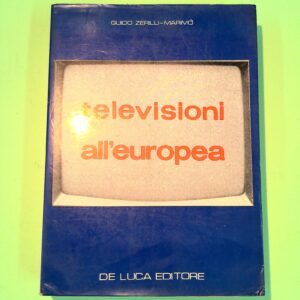 GUIDO ZERILLI-MARIMÒ
televisioni
all'europea
DE LUCA EDITORE